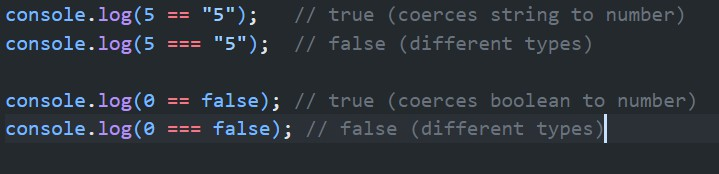 console.log(5 == "5");   // true (coerces string to number)
console.log(5 === "5");  // false (different types)

console.log(0 == false); // true (coerces boolean to number)
console.log(0 === false); // false (different types)